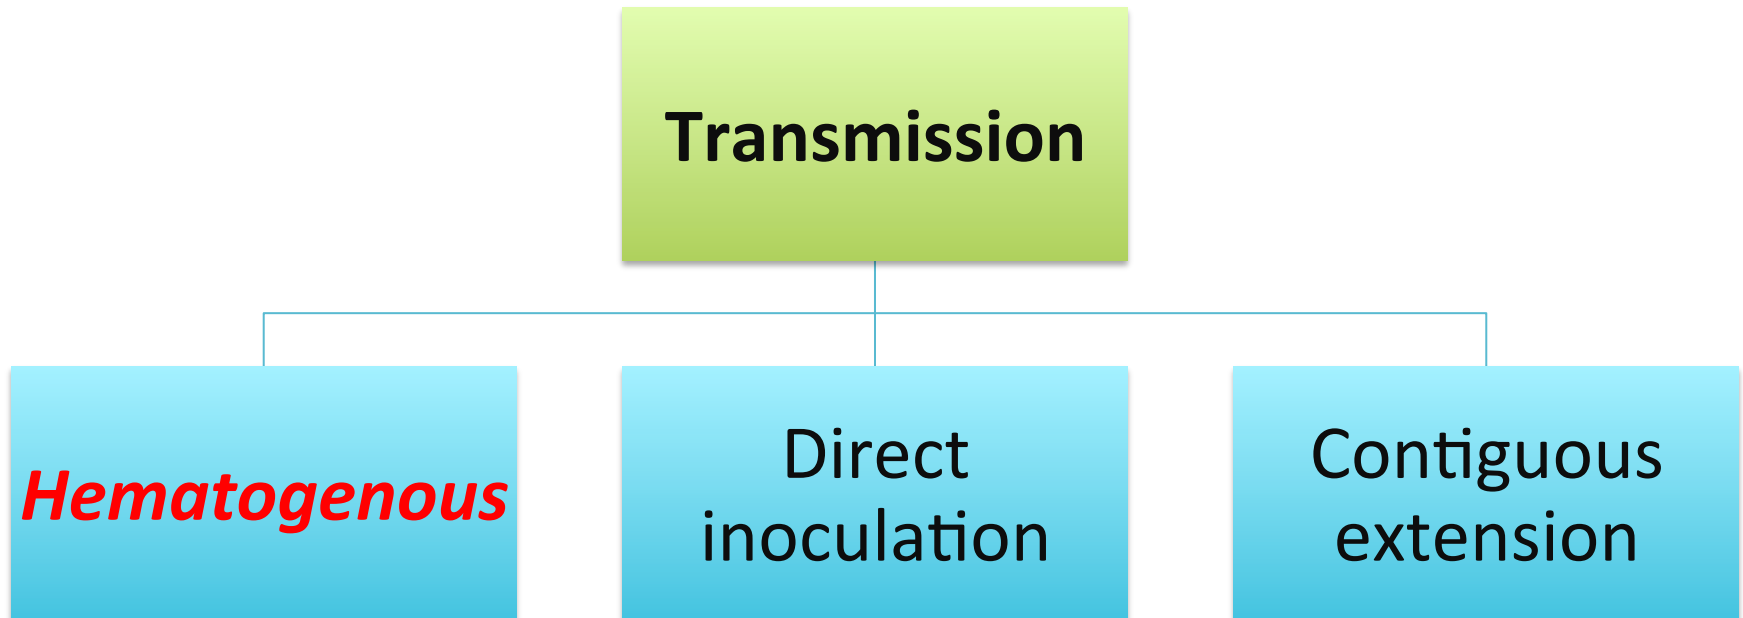 Transmission
Hematogenous
Direct
inoculation
Contiguous
extension